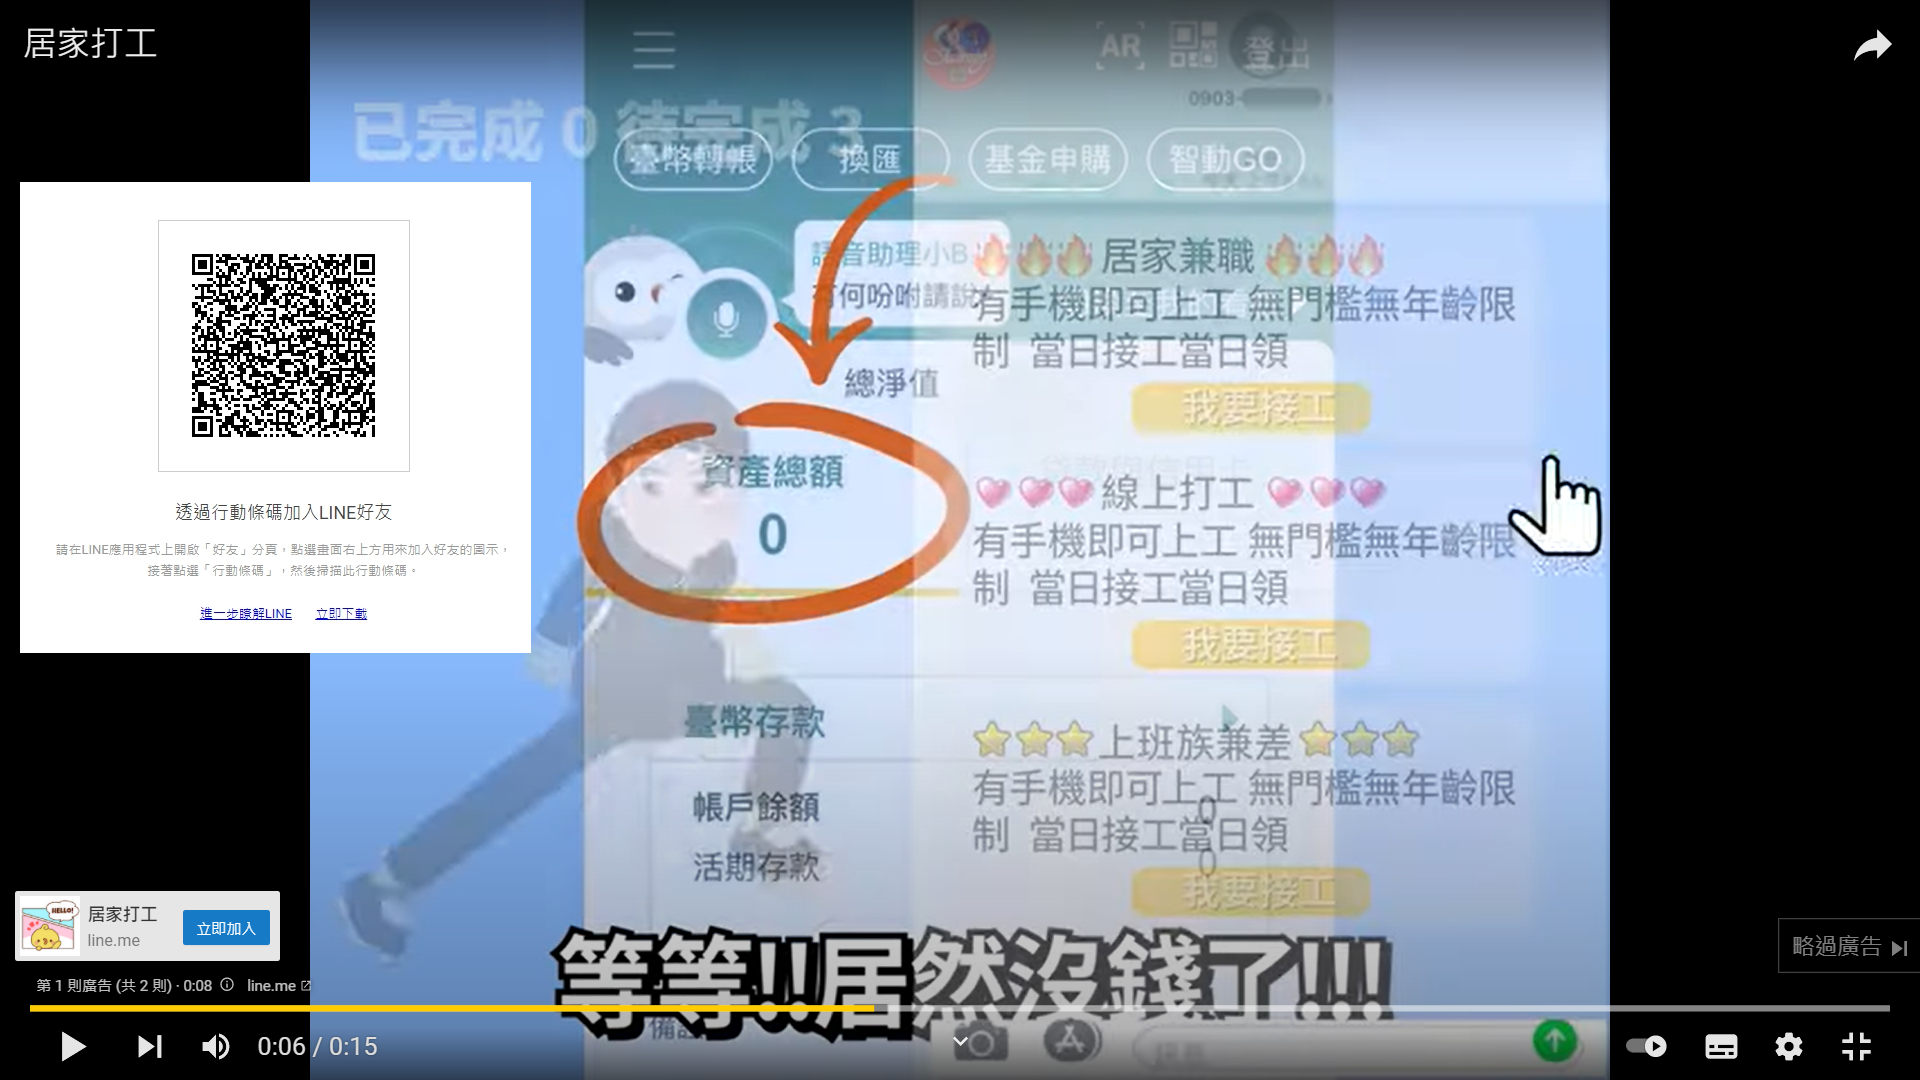 居家打工
AR
登出
0903-
已完成 0 待完成 3
臺幣轉帳
換匯
基金申購
智動GO
語音助理小B
有何吩咐請說
🔥🔥🔥居家兼職🔥🔥🔥
有手機即可上工 無門檻無年齡限
制 當日接工當日領
我要接工
總淨值
資產總額
0
貸款與信用卡
💗💗💗線上打工💗💗💗
有手機即可上工 無門檻無年齡限
制 當日接工當日領
我要接工
臺幣存款
⭐⭐⭐上班族兼差⭐⭐⭐
有手機即可上工 無門檻無年齡限
制 當日接工當日領
我要接工
帳戶餘額
0
活期存款
0
等等!!居然沒錢了!!!
透過行動條碼加入LINE好友
請在LINE應用程式上開啟「好友」分頁，點選畫面右上方用來加入好友的圖示，
接著點選「行動條碼」，然後掃描此行動條碼。
進一步瞭解LINE 立即下載
HELLO!
居家打工
line.me
立即加入
略過廣告
第 1 則廣告 (共 2 則) · 0:08 line.me
0:06 / 0:15